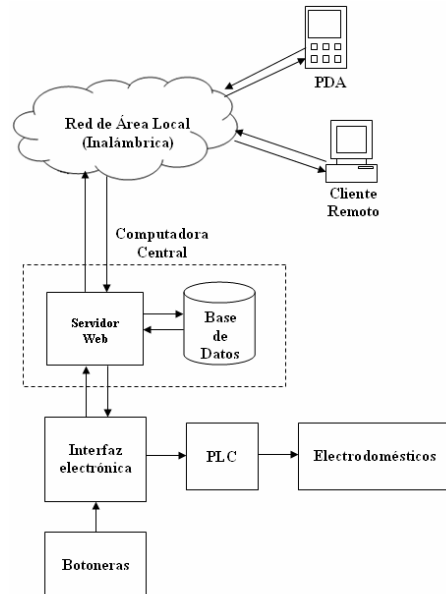 PDA
Red de Área Local
(Inalámbrica)
Cliente
Remoto
Computadora
Central
Servidor
Web
Base
de
Datos
Interfaz
electrónica
PLC
Electrodomésticos
Botoneras